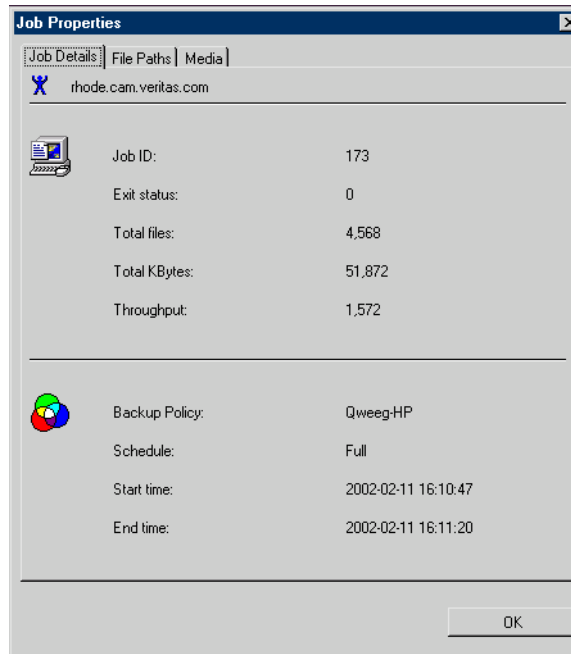 Job Properties
Job Details File Paths Media
rhode.cam.veritas.com
Job ID: 173
Exit status: 0
Total files: 4,568
Total KBytes: 51,872
Throughput: 1,572
Backup Policy: Qweeg-HP
Schedule: Full
Start time: 2002-02-11 16:10:47
End time: 2002-02-11 16:11:20
OK